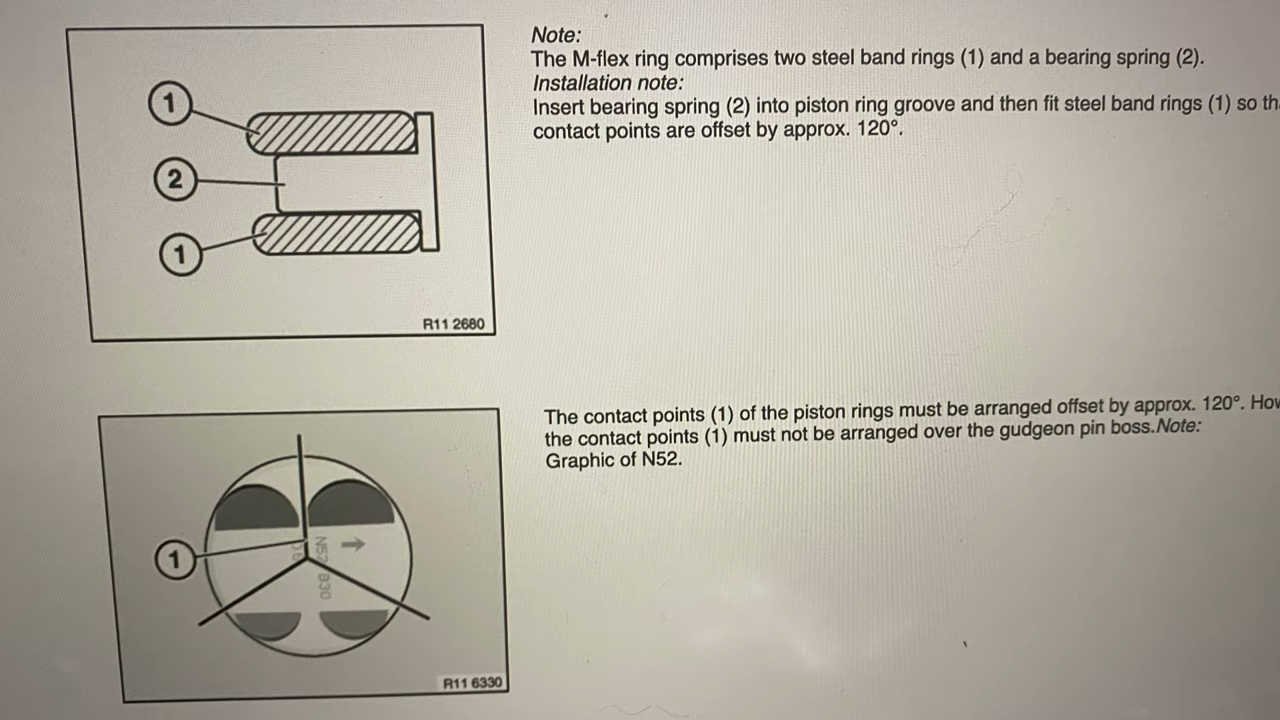 Note:
The M-flex ring comprises two steel band rings (1) and a bearing spring (2).
Installation note:
Insert bearing spring (2) into piston ring groove and then fit steel band rings (1) so
contact points are offset by approx. 120°.
1
2
1
R11 2680
The contact points (1) of the piston rings must be arranged offset by approx. 120°.
the contact points (1) must not be arranged over the gudgeon pin boss.Note:
Graphic of N52.
1
N52 B30
R11 6330